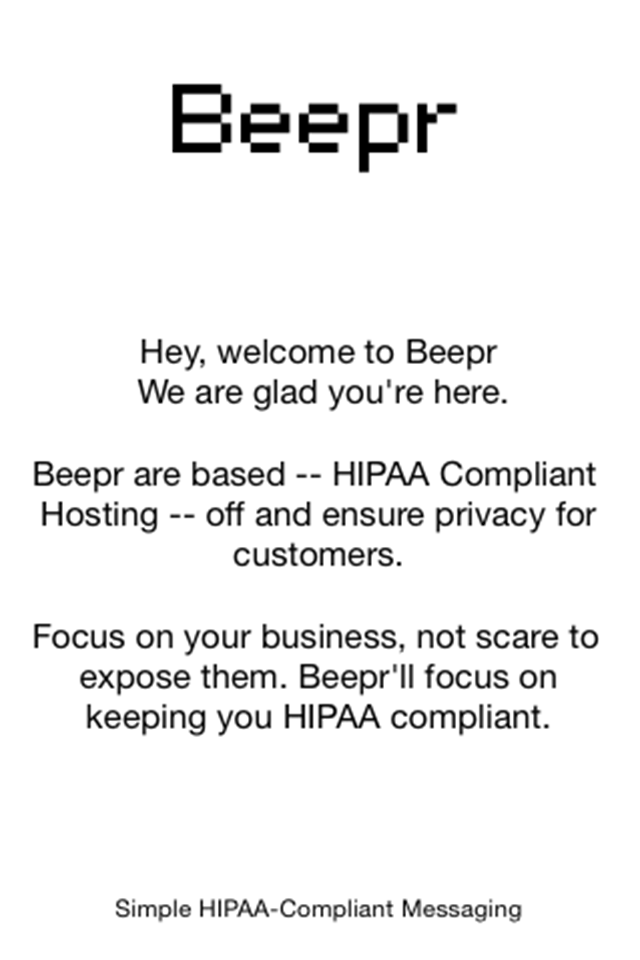 Beepr
Hey, welcome to Beepr
We are glad you're here.
Beepr are based -- HIPAA Compliant
Hosting -- off and ensure privacy for
customers.
Focus on your business, not scare to
expose them. Beepr'll focus on
keeping you HIPAA compliant.
Simple HIPAA-Compliant Messaging